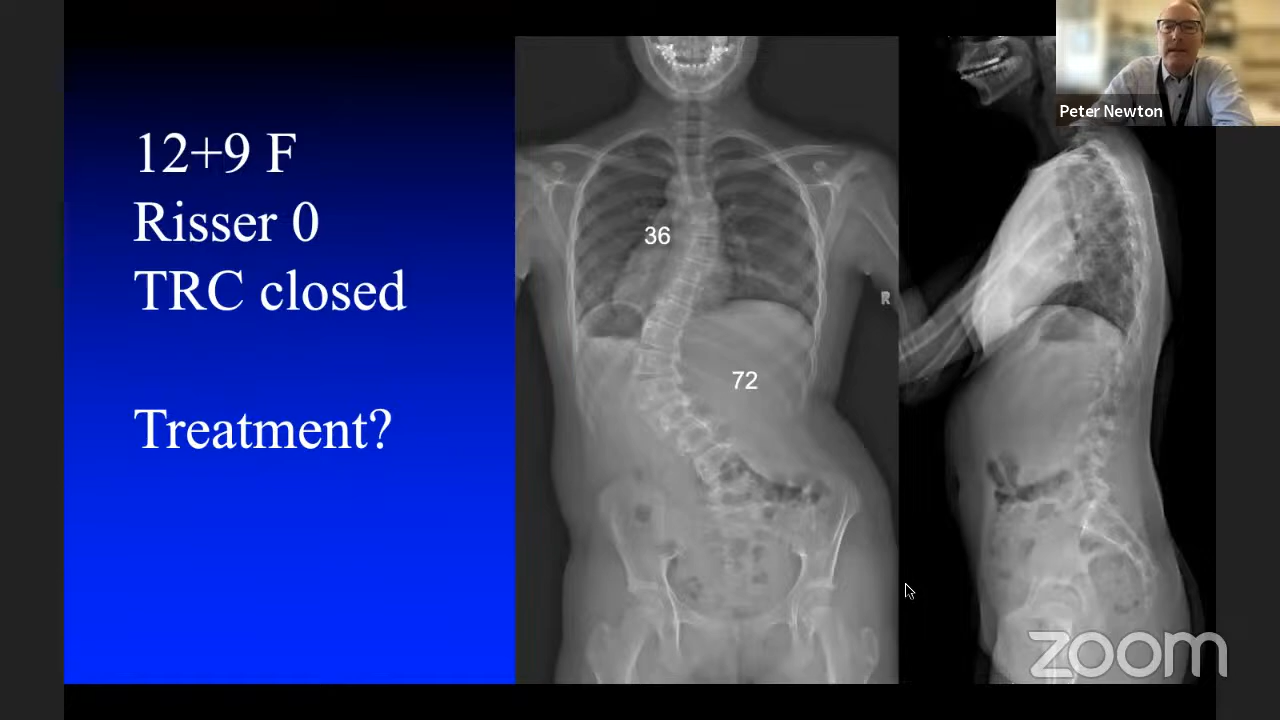 12+9 F
Risser 0
TRC closed
Treatment?
36
72
R
Peter Newton
zoom